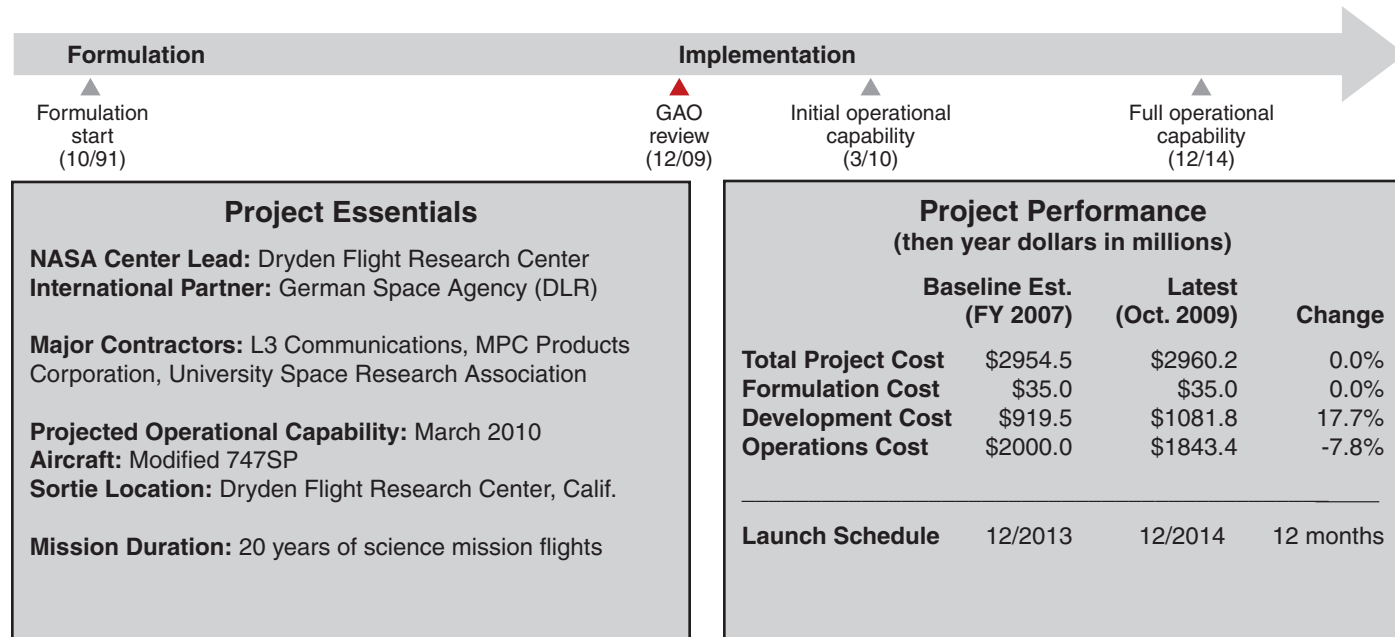 Formulation
Implementation
Formulation
start
(10/91)
GAO
review
(12/09)
Initial operational
capability
(3/10)
Full operational
capability
(12/14)
Project Essentials
NASA Center Lead: Dryden Flight Research Center
International Partner: German Space Agency (DLR)
Major Contractors: L3 Communications, MPC Products
Corporation, University Space Research Association
Projected Operational Capability: March 2010
Aircraft: Modified 747SP
Sortie Location: Dryden Flight Research Center, Calif.
Mission Duration: 20 years of science mission flights
Project Performance
(then year dollars in millions)
Baseline Est. Latest
(FY 2007) (Oct. 2009) Change
Total Project Cost $2954.5 $2960.2 0.0%
Formulation Cost $35.0 $35.0 0.0%
Development Cost $919.5 $1081.8 17.7%
Operations Cost $2000.0 $1843.4 -7.8%
Launch Schedule 12/2013 12/2014 12 months